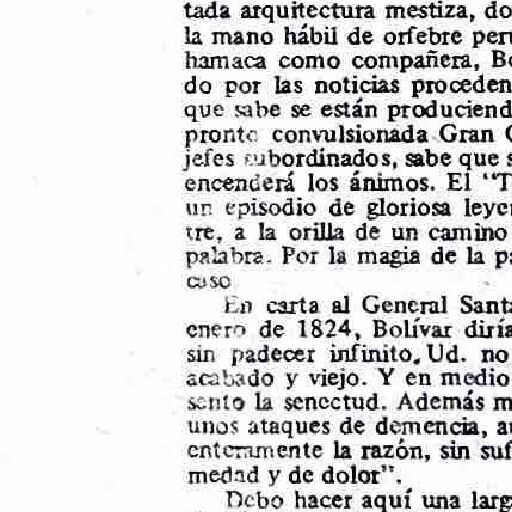 tada arquitectura mestiza, do
la mano hábil de orfebre per
hamaca como compañera, Bo
do por las noticias proceden
que sabe se están produciend
pronto convulsionada Gran
jefes subordinados, sabe que s
encenderá los ánimos. El "T
un episodio de gloriosa leye
tre, a la orilla de un camino
palabra. Por la magia de la pa
caso
En carta al General Santa
enero de 1824, Bolívar diría
sin padecer infinito. Ud. no
acabado y viejo. Y en medio
sento la senectud. Además m
unos ataques de demencia, a
enteramente la razón, sin suf
medad y de dolor".
Debo hacer aquí una larg